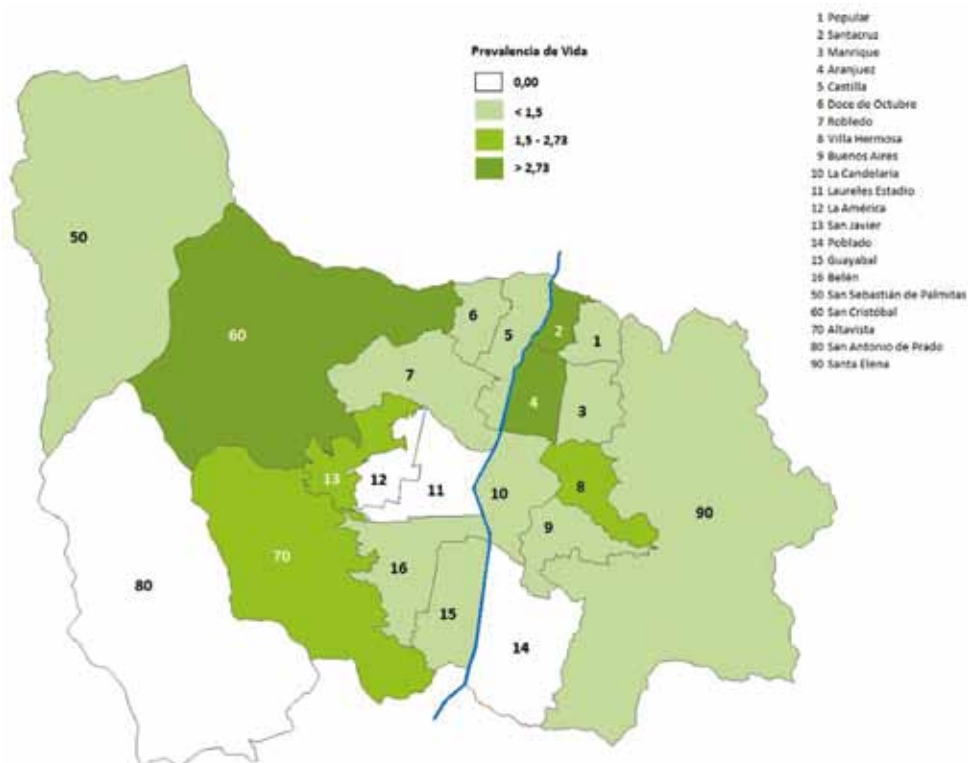 Prevalencia de Vida
0,00
< 1,5
1,5 - 2,73
> 2,73
1 Popular
2 Santacruz
3 Manrique
4 Aranjuez
5 Castilla
6 Doce de Octubre
7 Robledo
8 Villa Hermosa
9 Buenos Aires
10 La Candelaria
11 Laureles Estadio
12 La América
13 San Javier
14 Poblado
15 Guayabal
16 Belén
50 San Sebastián de Palmitas
60 San Cristóbal
70 Altavista
80 San Antonio de Prado
90 Santa Elena
50
60
6
5
2
1
7
4
3
13
12
11
10
8
90
9
70
16
80
15
14